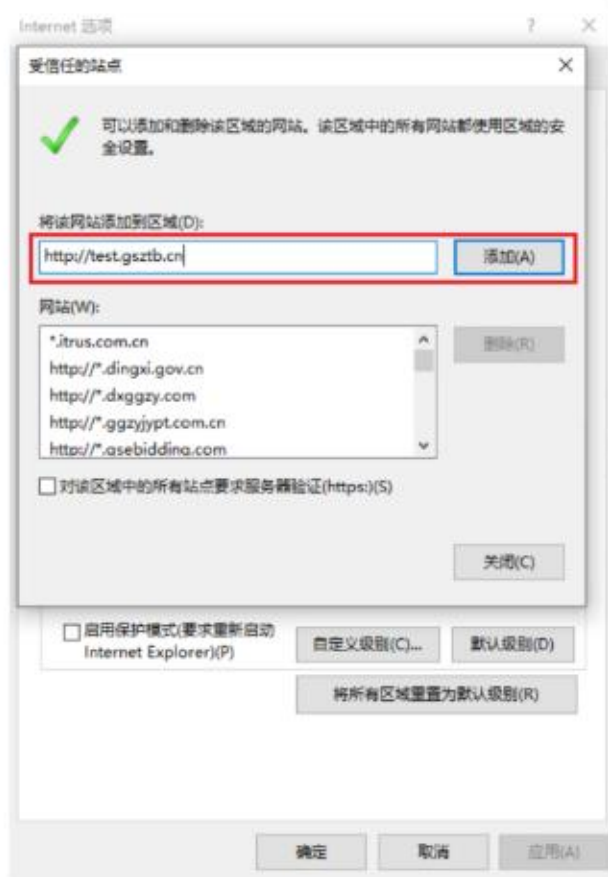 Internet 选项
?
×
受信任的站点
×
可以添加和删除该区域的网站。该区域中的所有网站都使用区域的安
全设置。
将该网站添加到区域(D):
http://test.gsztb.cn
添加(A)
网站(W):
*.itrus.com.cn
http://*.dingxi.gov.cn
http://*.dxggzy.com
http://*.ggzyjypt.com.cn
http://*.gsebidding.com
删除(R)
对该区域中的所有站点要求服务器验证(https:)(S)
关闭(C)
启用保护模式(要求重新启动
Internet Explorer)(P)
自定义级别(C)...
默认级别(D)
将所有区域重置为默认级别(R)
确定
取消
应用(A)